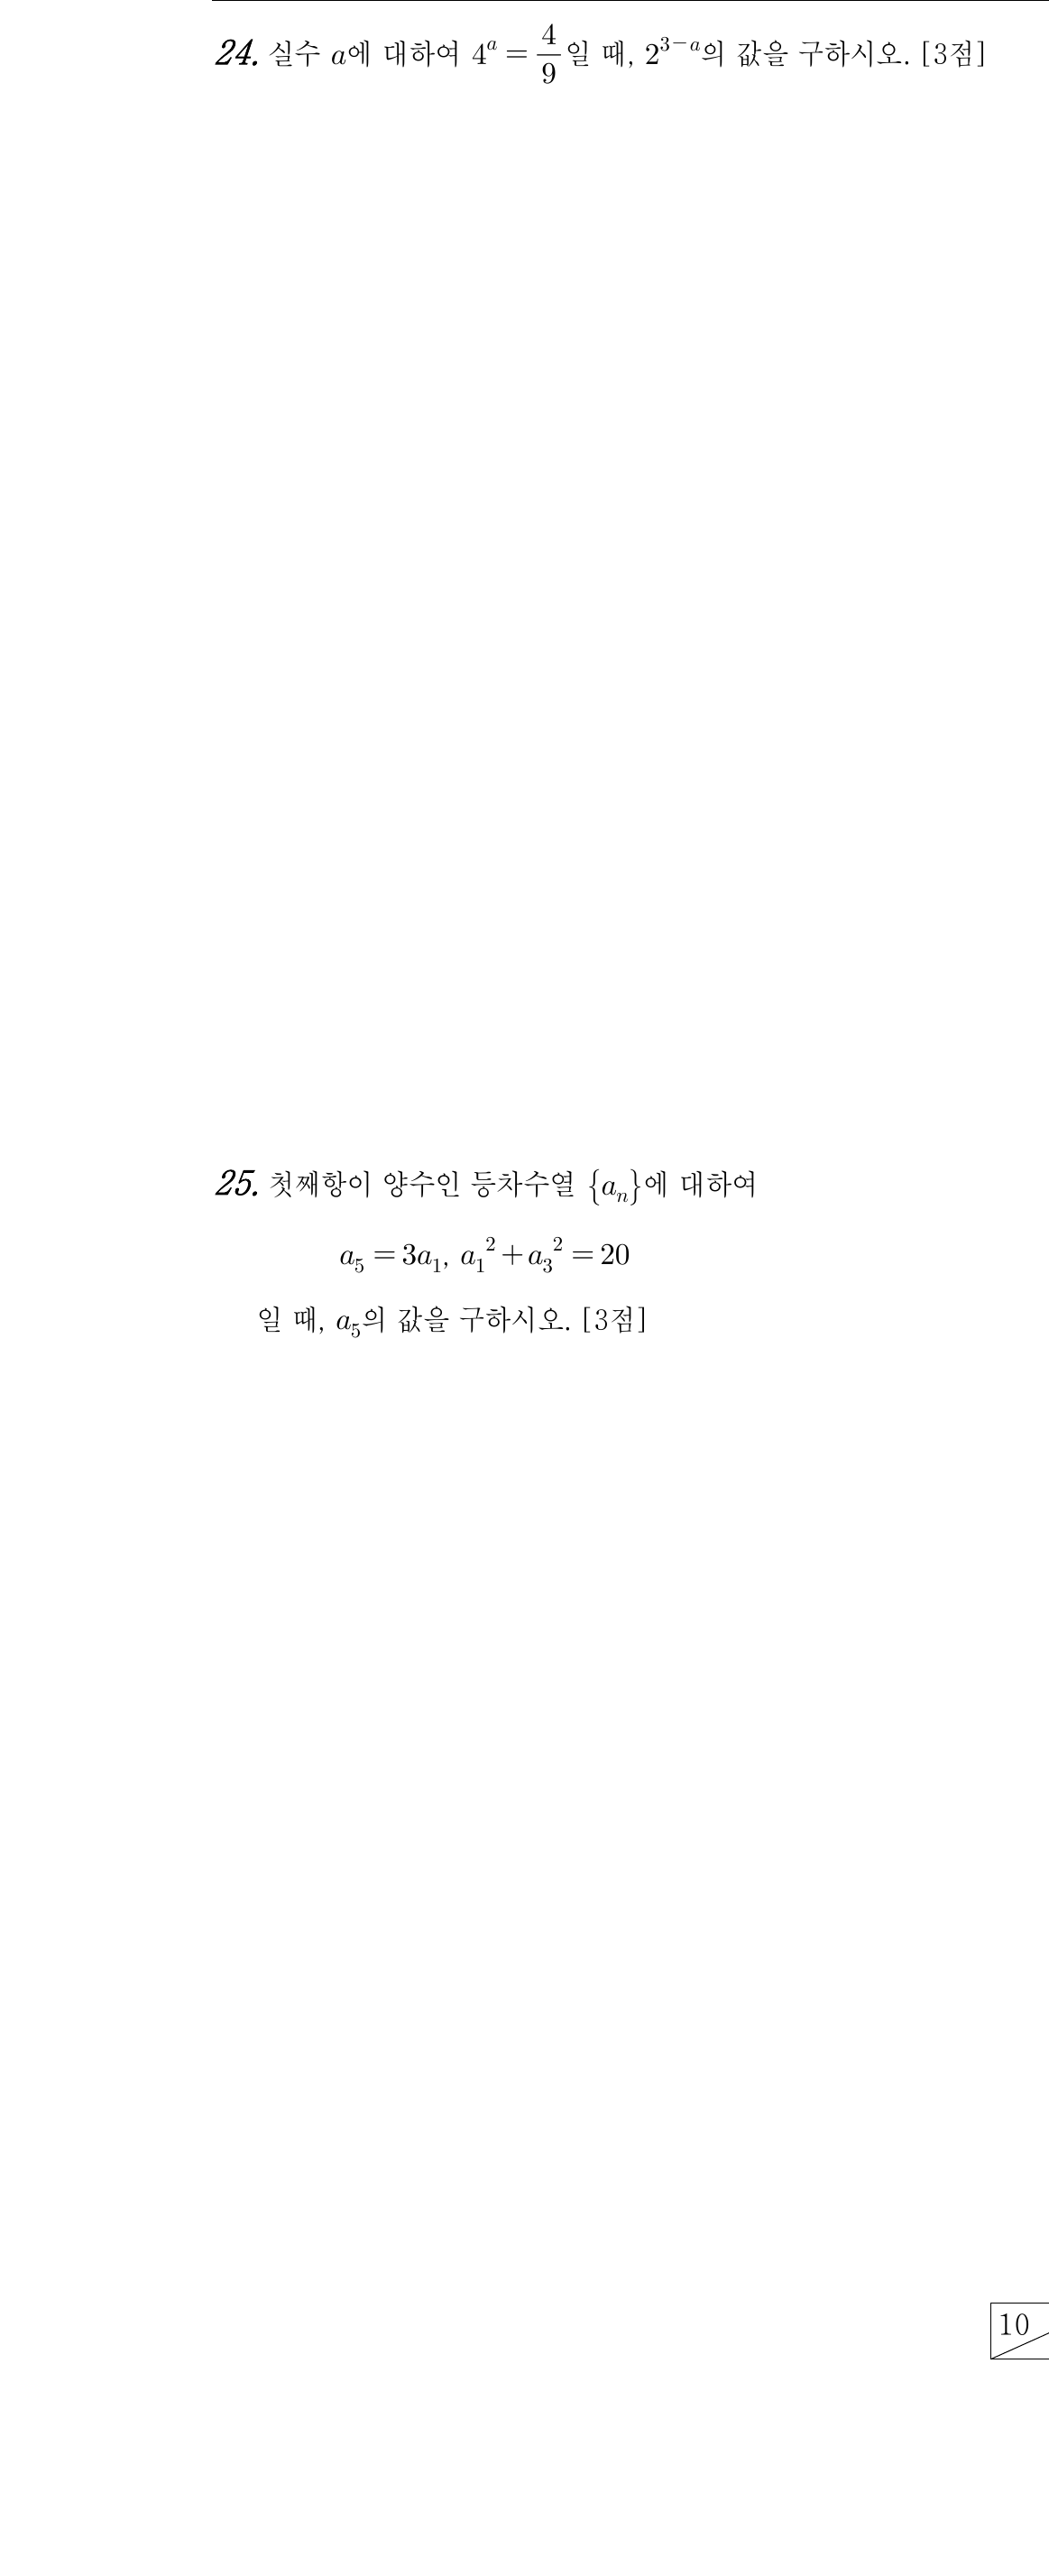 24. 실수 a에 대하여 4^a = 4/9일 때, 2^{3-a}의 값을 구하시오. [3점]
25. 첫째항이 양수인 등차수열 {a_n}에 대하여
a_5 = 3a_1, a_1^2 + a_3^2 = 20
일 때, a_5의 값을 구하시오. [3점]
10